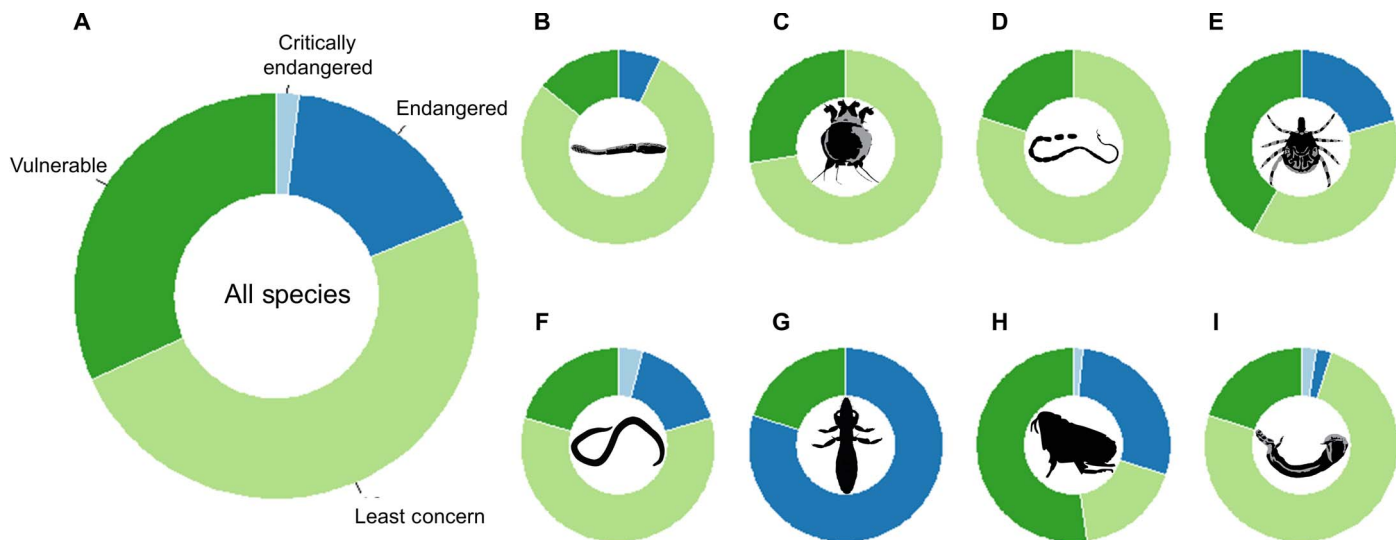 A
B
C
D
E
Critically
endangered
Endangered
Vulnerable
All species
Least concern
F
G
H
I